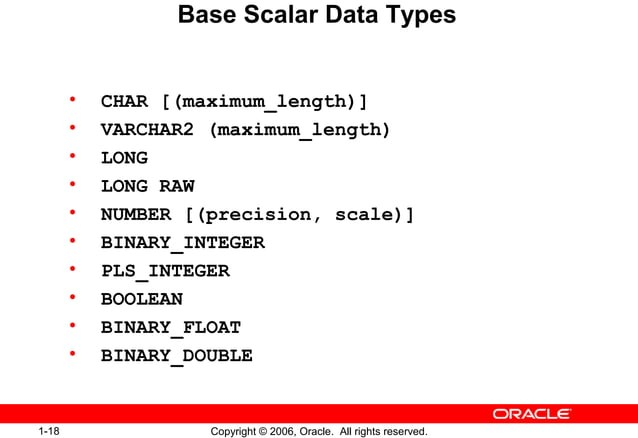 Base Scalar Data Types
• CHAR [(maximum_length)]
• VARCHAR2 (maximum_length)
• LONG
• LONG RAW
• NUMBER [(precision, scale)]
• BINARY_INTEGER
• PLS_INTEGER
• BOOLEAN
• BINARY_FLOAT
• BINARY_DOUBLE
ORACLE
1-18 Copyright © 2006, Oracle. All rights reserved.